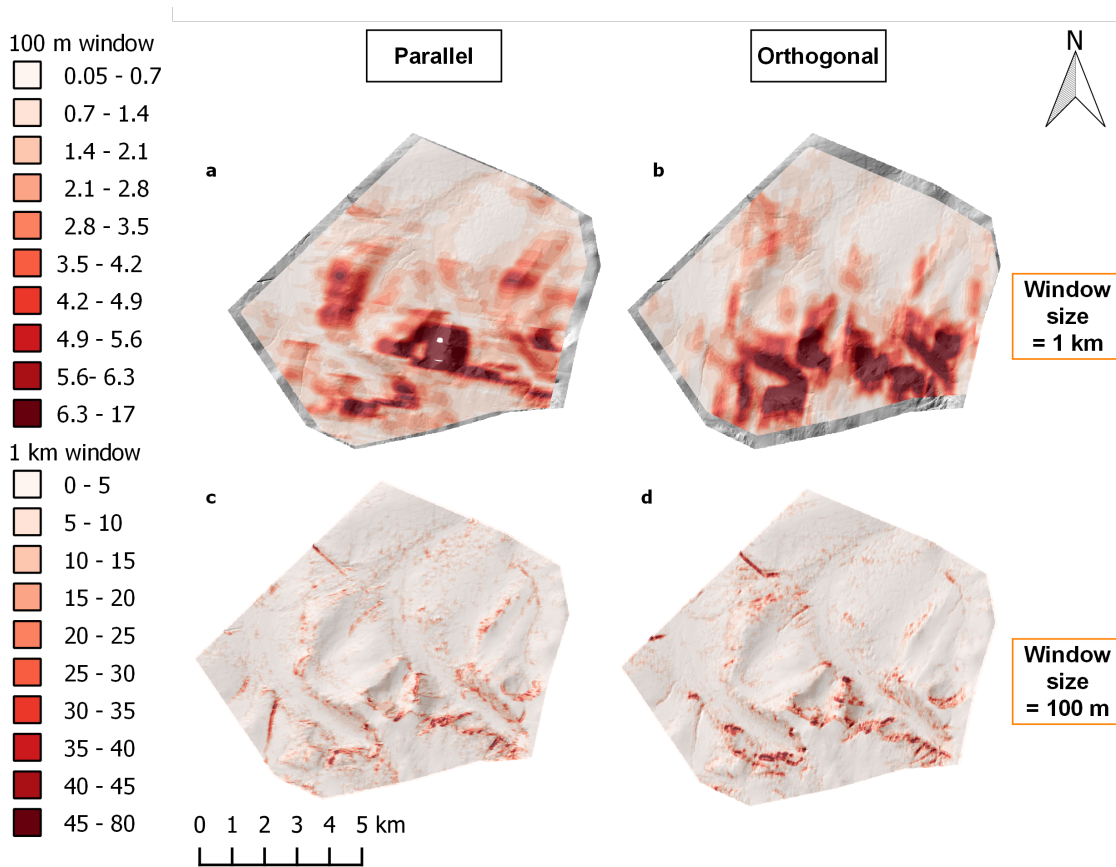 100 m window
0.05 - 0.7
0.7 - 1.4
1.4 - 2.1
2.1 - 2.8
2.8 - 3.5
3.5 - 4.2
4.2 - 4.9
4.9 - 5.6
5.6- 6.3
6.3 - 17
1 km window
0 - 5
5 - 10
10 - 15
15 - 20
20 - 25
25 - 30
30 - 35
35 - 40
40 - 45
45 - 80
Parallel
Orthogonal
N
a
b
Window
size
= 1 km
c
d
Window
size
= 100 m
0 1 2 3 4 5 km